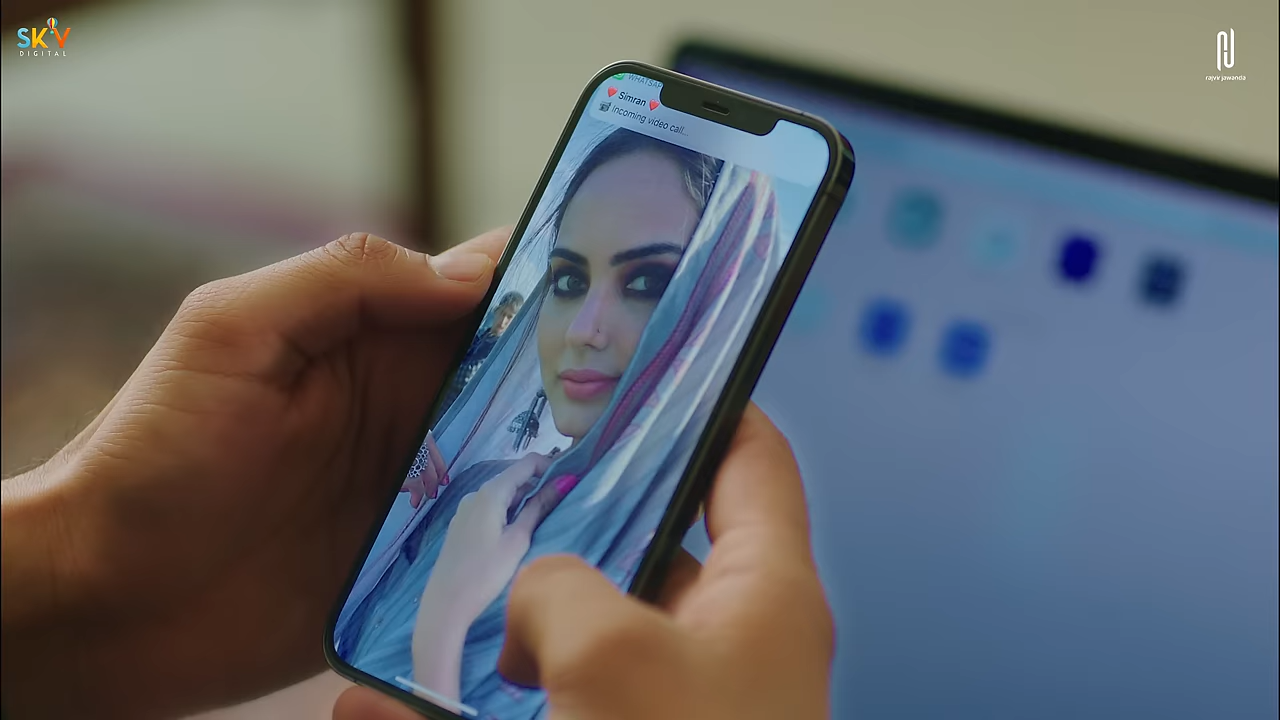 SKV
DIGITAL
rajvv jawanda
WHATSAP
❤️ Simran ❤️
📹 incoming video call...